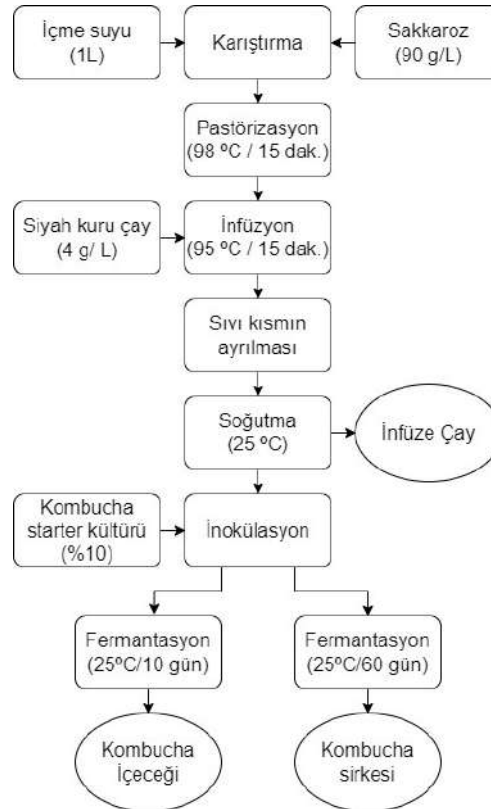 İçme suyu
(1L)
Karıştırma
Sakkaroz
(90 g/L)
Pastörizasyon
(98 ºC / 15 dak.)
Siyah kuru çay
(4 g/ L)
İnfüzyon
(95 ºC / 15 dak.)
Sıvı kısmın
ayrılması
Soğutma
(25 ºC)
İnfüze Çay
Kombucha
starter kültürü
(%10)
İnokülasyon
Fermantasyon
(25ºC/10 gün)
Fermantasyon
(25ºC/60 gün)
Kombucha
İçeceği
Kombucha
sirkesi